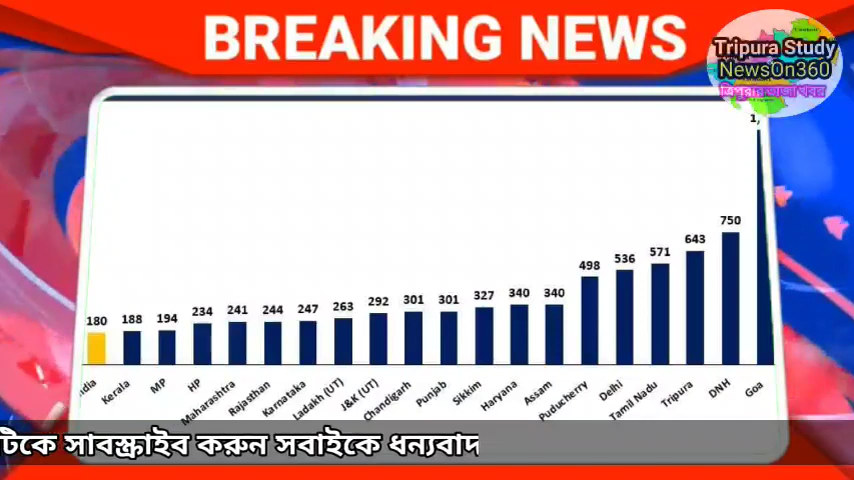 BREAKING NEWS
Tripura Study
NewsOn360
ত্রিপুরার তাজা খবর
1,
750
643
571
536
498
340
340
327
301
301
292
263
247
244
241
234
194
188
180
dia
Kerala
MP
HP
Maharashtra
Rajasthan
Karnataka
Ladakh (UT)
J&K (UT)
Chandigarh
Punjab
Sikkim
Haryana
Assam
Puducherry
Delhi
Tamil Nadu
Tripura
DNH
Goa
টিকে সাবস্ক্রাইব করুন সবাইকে ধন্যবাদ